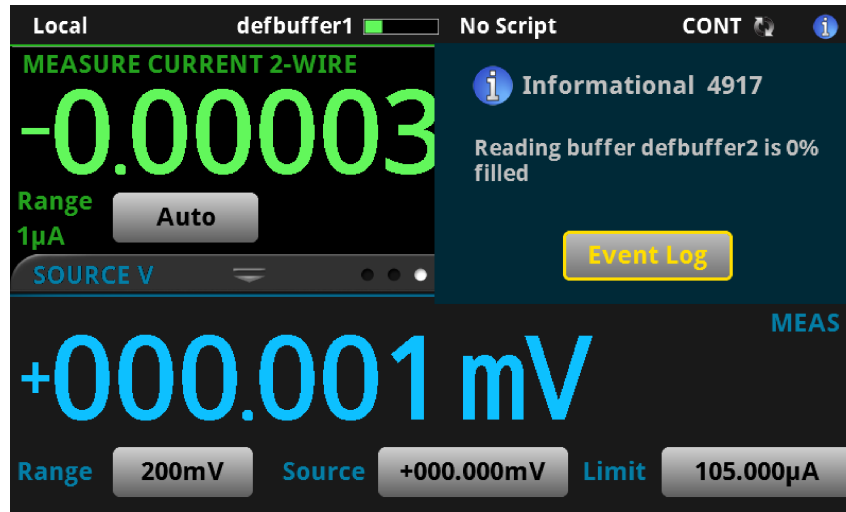 Local defbuffer1 No Script CONT
MEASURE CURRENT 2-WIRE
-0.00003
Range
1µA
Auto
i Informational 4917
Reading buffer defbuffer2 is 0%
filled
Event Log
SOURCE V
MEAS
+000.001 mV
Range 200mV Source +000.000mV Limit 105.000µA